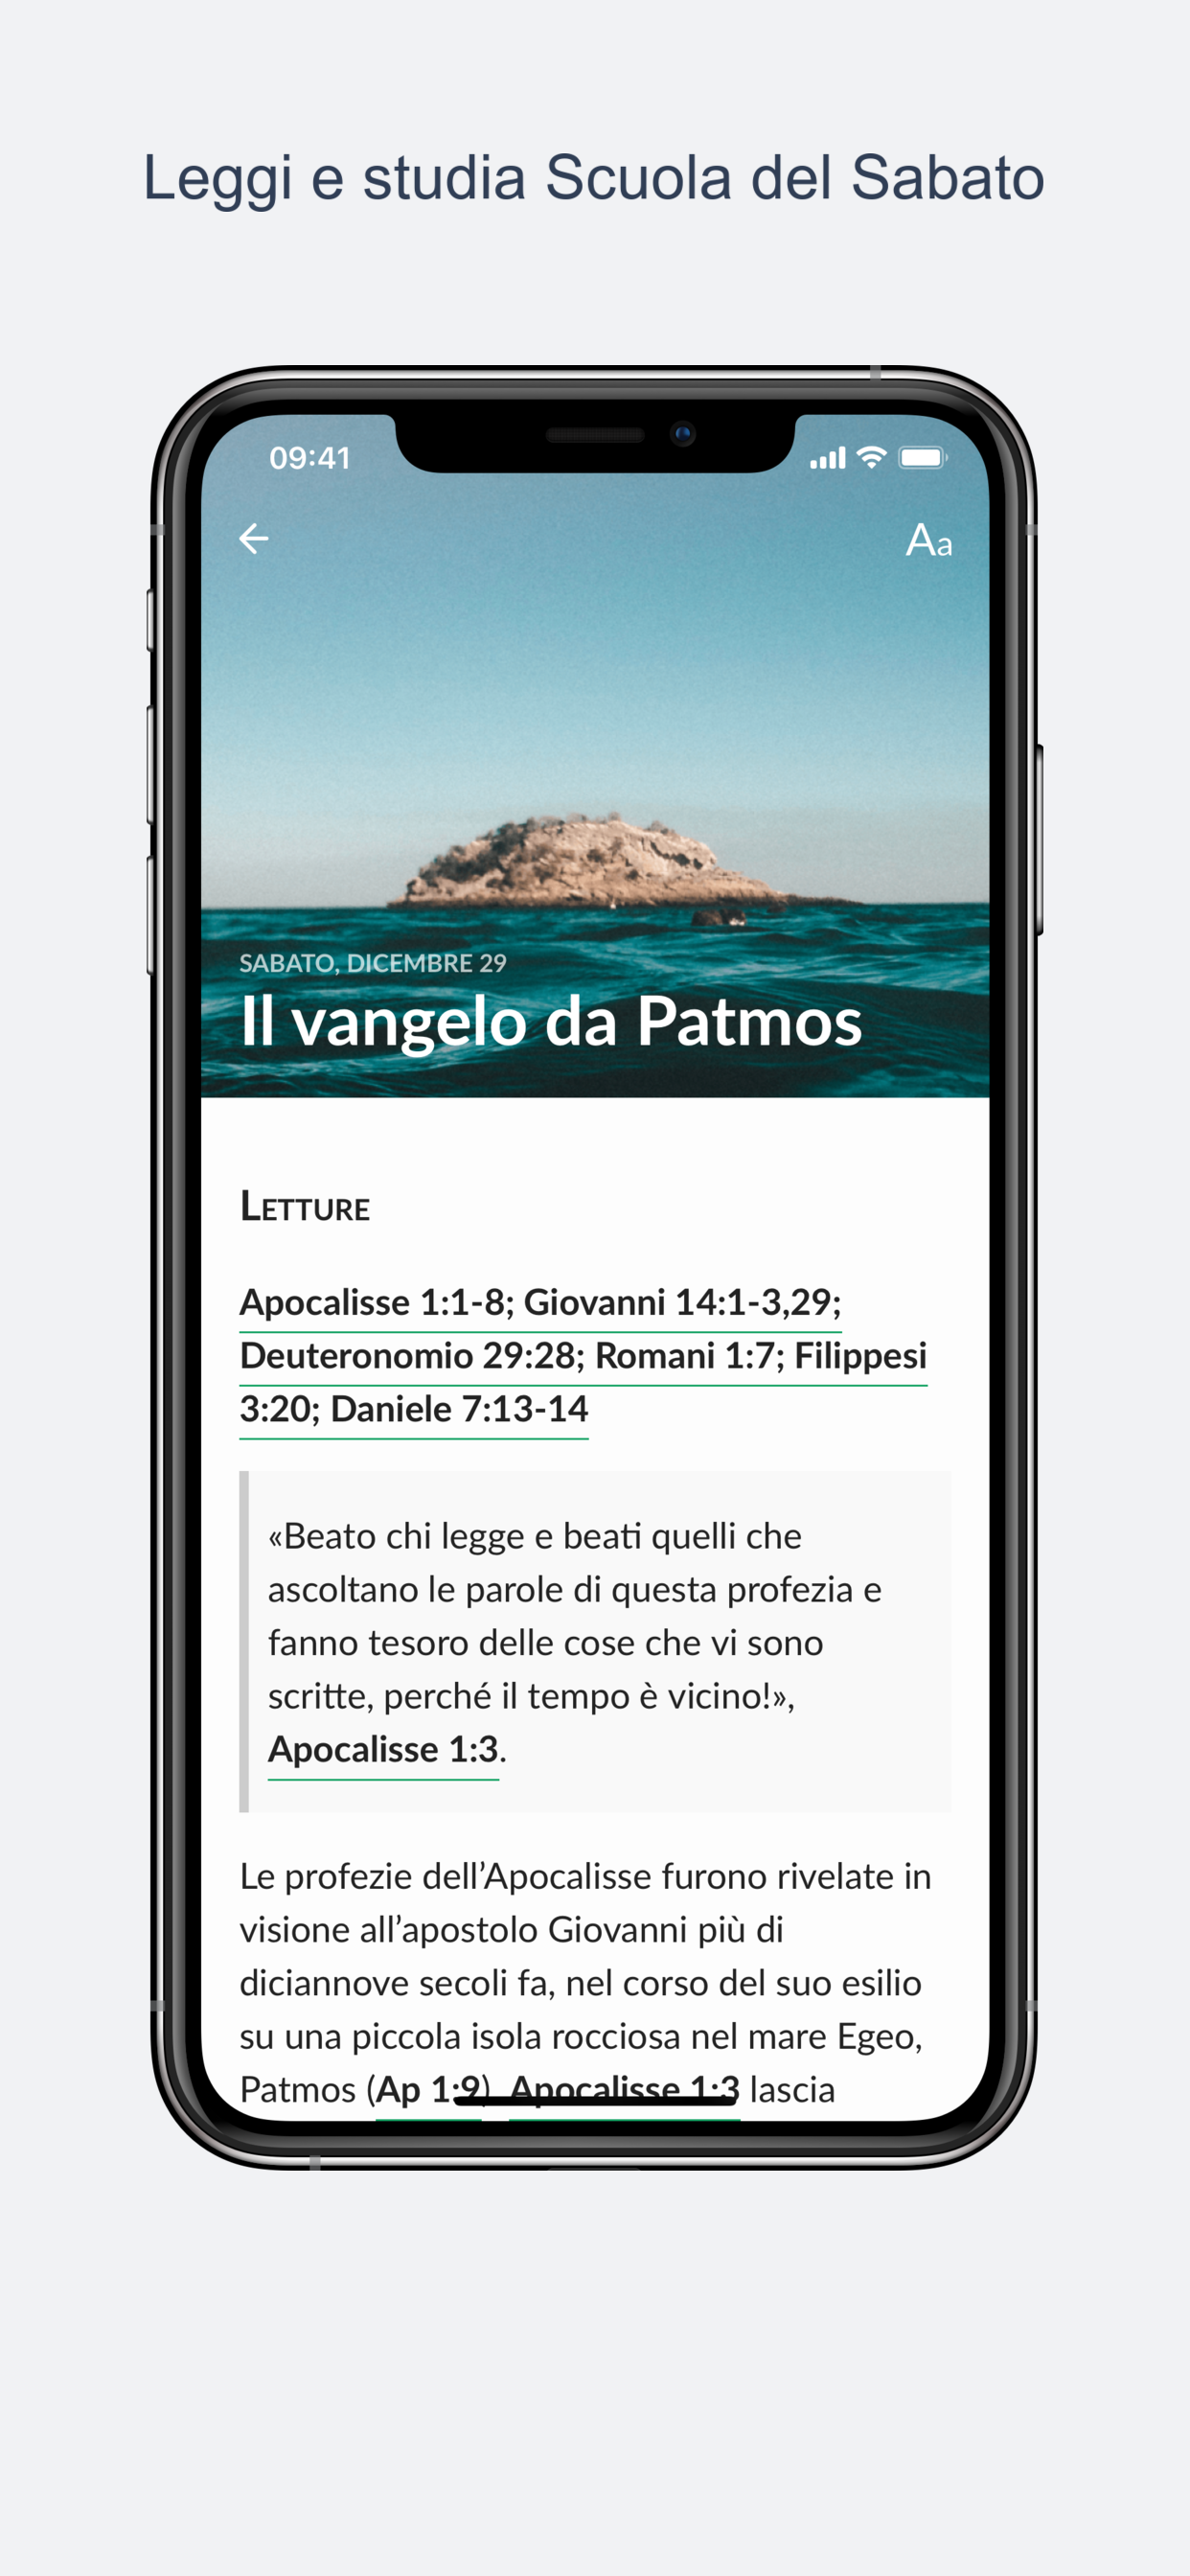 Leggi e studia Scuola del Sabato
09:41
Aa
SABATO, DICEMBRE 29
Il vangelo da Patmos
LETTURE
Apocalisse 1:1-8; Giovanni 14:1-3,29;
Deuteronomio 29:28; Romani 1:7; Filippesi
3:20; Daniele 7:13-14
«Beato chi legge e beati quelli che
ascoltano le parole di questa profezia e
fanno tesoro delle cose che vi sono
scritte, perché il tempo è vicino!»,
Apocalisse 1:3.
Le profezie dell’Apocalisse furono rivelate in
visione all’apostolo Giovanni più di
diciannove secoli fa, nel corso del suo esilio
su una piccola isola rocciosa nel mare Egeo,
Patmos (Ap 1:9). Apocalisse 1:3 lascia